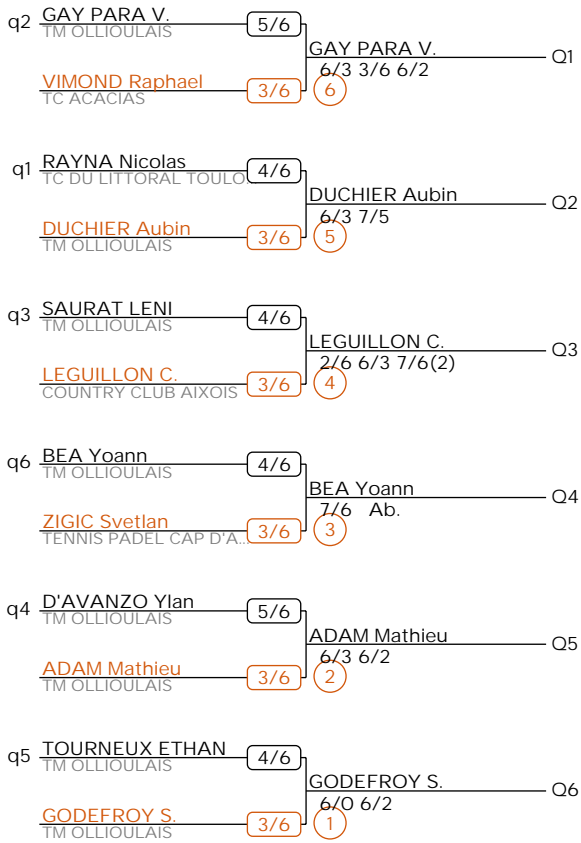 q2 GAY PARA V. 5/6
TM OLLIOULAIS
GAY PARA V. Q1
6/3 3/6 6/2
VIMOND Raphael 3/6 6
TC ACACIAS
q1 RAYNA Nicolas 4/6
TC DU LITTORAL TOULO...
DUCHIER Aubin Q2
6/3 7/5
DUCHIER Aubin 3/6 5
TM OLLIOULAIS
q3 SAURAT LENI 4/6
TM OLLIOULAIS
LEGUILLON C. Q3
2/6 6/3 7/6(2)
LEGUILLON C. 3/6 4
COUNTRY CLUB AIXOIS
q6 BEA Yoann 4/6
TM OLLIOULAIS
BEA Yoann Q4
7/6 Ab.
ZIGIC Svetlan 3/6 3
TENNIS PADEL CAP D'A...
q4 D'AVANZO Ylan 5/6
TM OLLIOULAIS
ADAM Mathieu Q5
6/3 6/2
ADAM Mathieu 3/6 2
TM OLLIOULAIS
q5 TOURNEUX ETHAN 4/6
TM OLLIOULAIS
GODEFROY S. Q6
6/0 6/2
GODEFROY S. 3/6 1
TM OLLIOULAIS